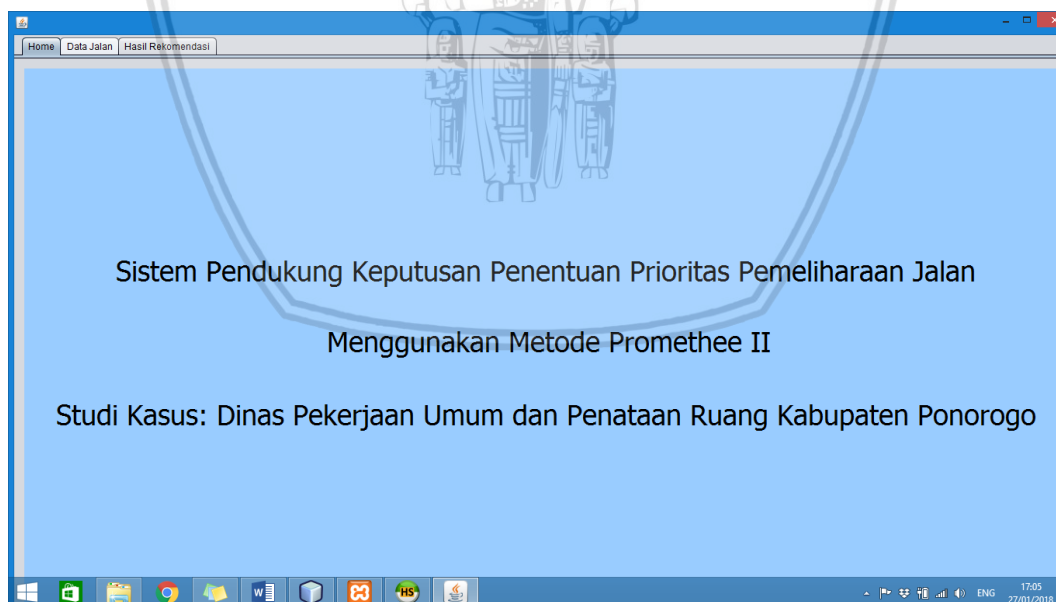 Home Data Jalan Hasil Rekomendasi
Sistem Pendukung Keputusan Penentuan Prioritas Pemeliharaan Jalan
Menggunakan Metode Promethee II
Studi Kasus: Dinas Pekerjaan Umum dan Penataan Ruang Kabupaten Ponorogo
HS
ENG
17:05
27/01/2018